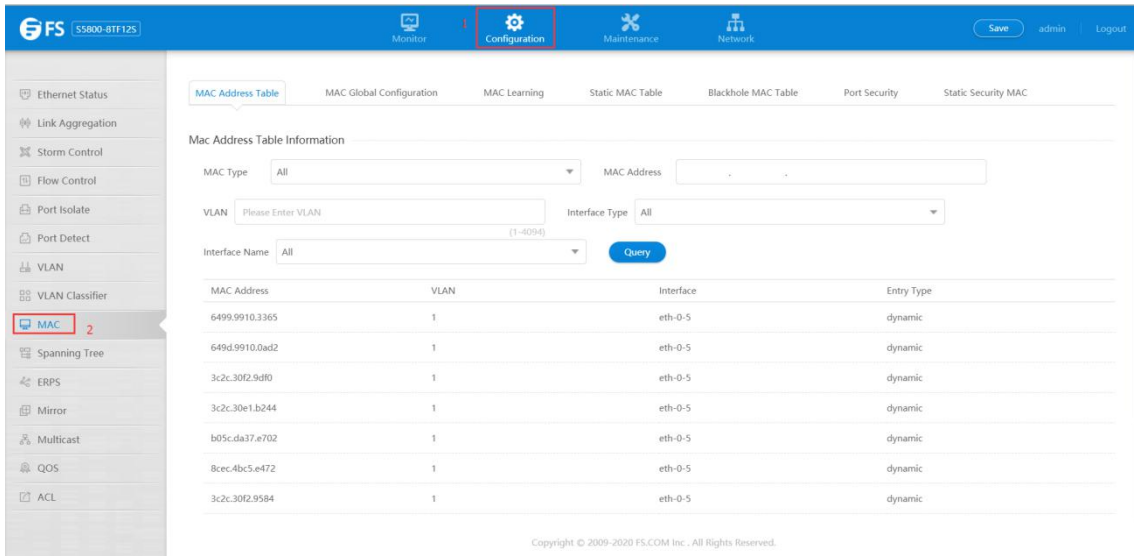 FS S5800-8TF12S 1 Save admin Logout
Monitor Configuration Maintenance Network
Ethernet Status
Link Aggregation
Storm Control
Flow Control
Port Isolate
Port Detect
VLAN
VLAN Classifier
MAC 2
Spanning Tree
ERPS
Mirror
Multicast
QOS
ACL
MAC Address Table MAC Global Configuration MAC Learning Static MAC Table Blackhole MAC Table Port Security Static Security MAC
Mac Address Table Information
MAC Type All MAC Address . .
VLAN Please Enter VLAN Interface Type All
(1-4094)
Interface Name All Query
MAC Address VLAN Interface Entry Type
6499.9910.3365 1 eth-0-5 dynamic
649d.9910.0ad2 1 eth-0-5 dynamic
3c2c.30f2.9df0 1 eth-0-5 dynamic
3c2c.30e1.b244 1 eth-0-5 dynamic
b05c.da37.e702 1 eth-0-5 dynamic
8cec.4bc5.e472 1 eth-0-5 dynamic
3c2c.30f2.9584 1 eth-0-5 dynamic
Copyright © 2009-2020 FS.COM Inc . All Rights Reserved.